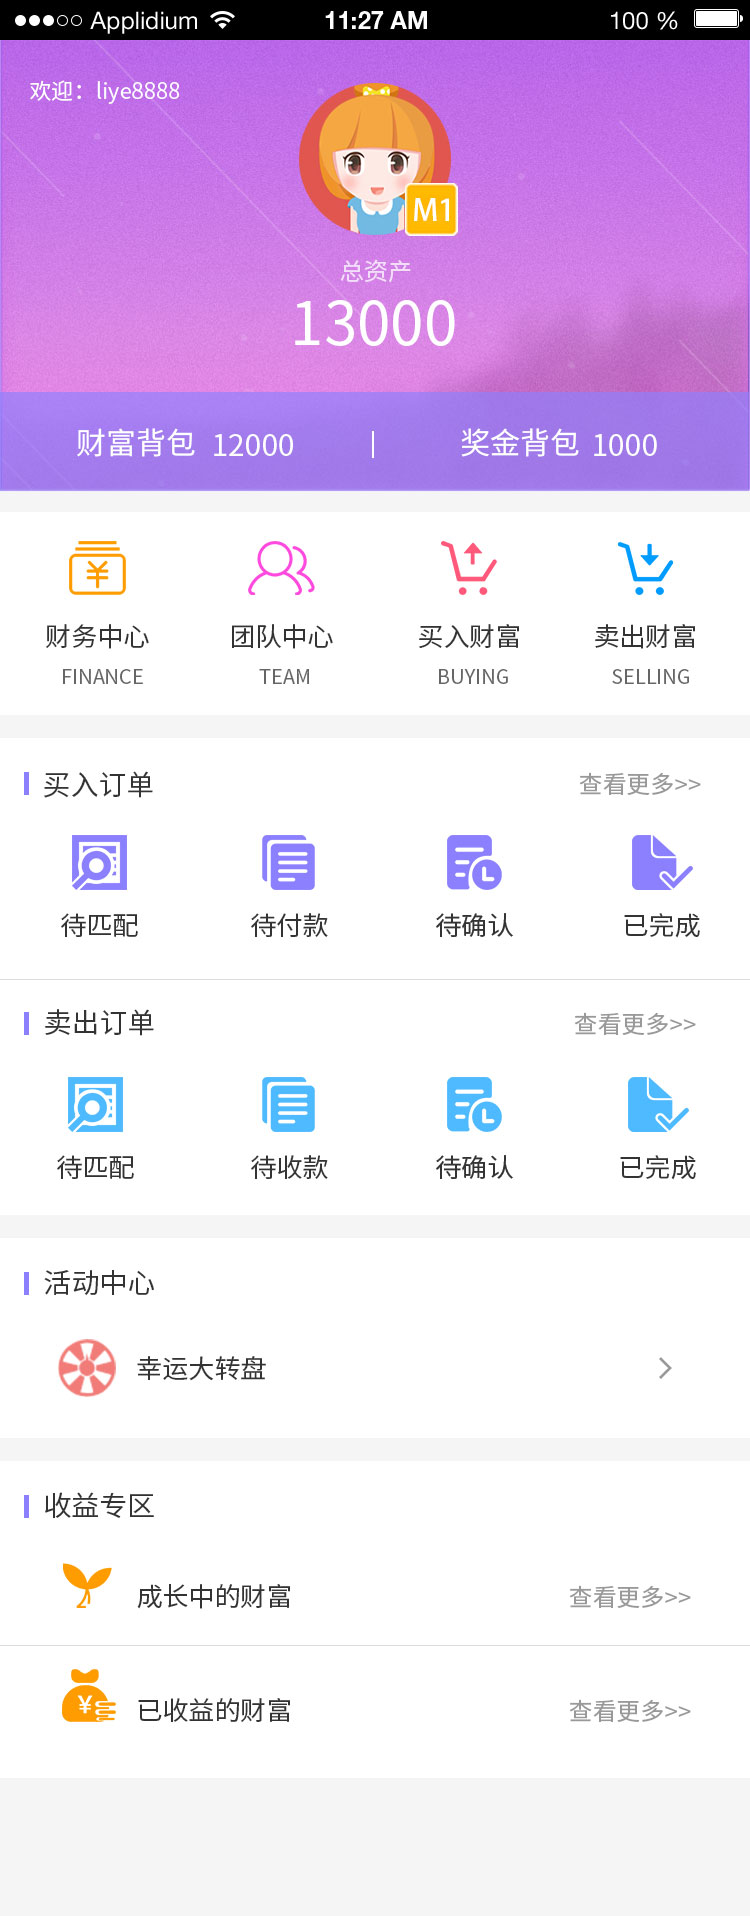 Applidium 11:27 AM 100 %
欢迎：liye8888
M1
总资产
13000
财富背包 12000 | 奖金背包 1000
财务中心 团队中心 买入财富 卖出财富
FINANCE TEAM BUYING SELLING
买入订单 查看更多>>
待匹配 待付款 待确认 已完成
卖出订单 查看更多>>
待匹配 待收款 待确认 已完成
活动中心
幸运大转盘
收益专区
成长中的财富 查看更多>>
已收益的财富 查看更多>>